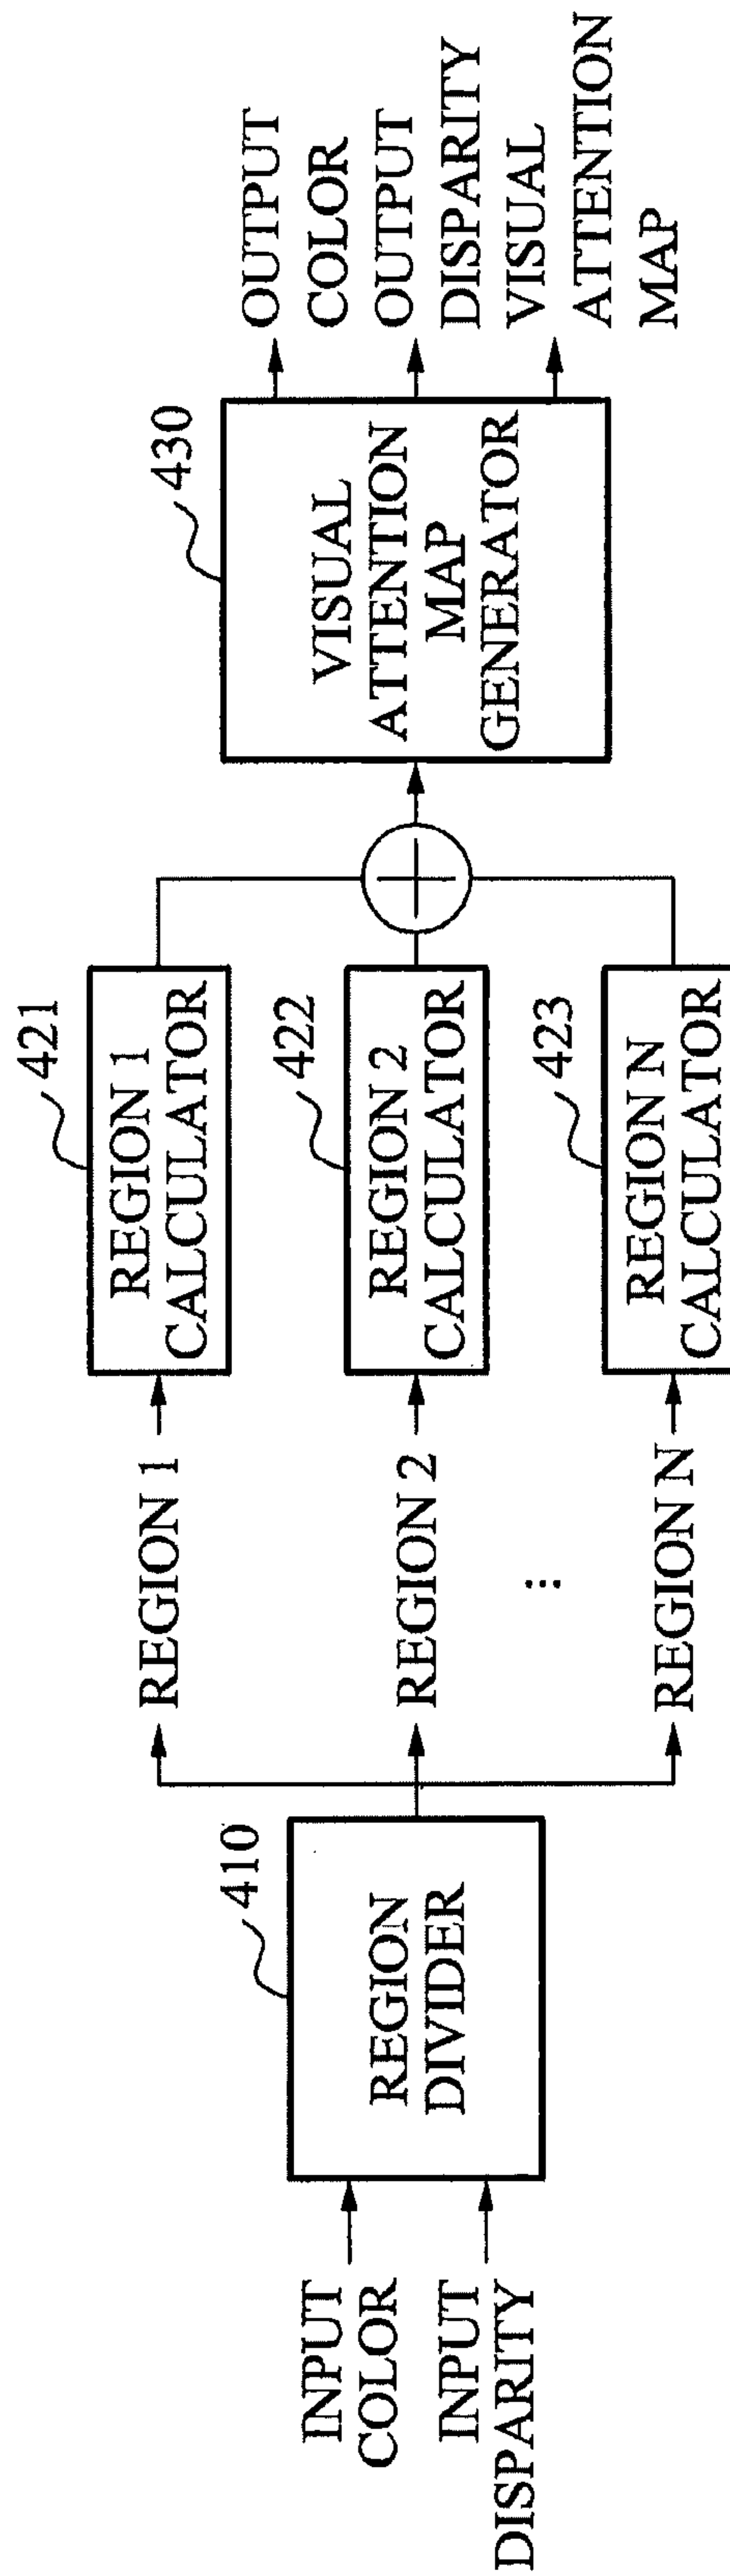 INPUT
COLOR
INPUT
DISPARITY
410
REGION
DIVIDER
REGION 1
REGION 2
...
REGION N
421
REGION 1
CALCULATOR
422
REGION 2
CALCULATOR
423
REGION N
CALCULATOR
430
VISUAL
ATTENTION
MAP
GENERATOR
OUTPUT
COLOR
OUTPUT
DISPARITY
VISUAL
ATTENTION
MAP